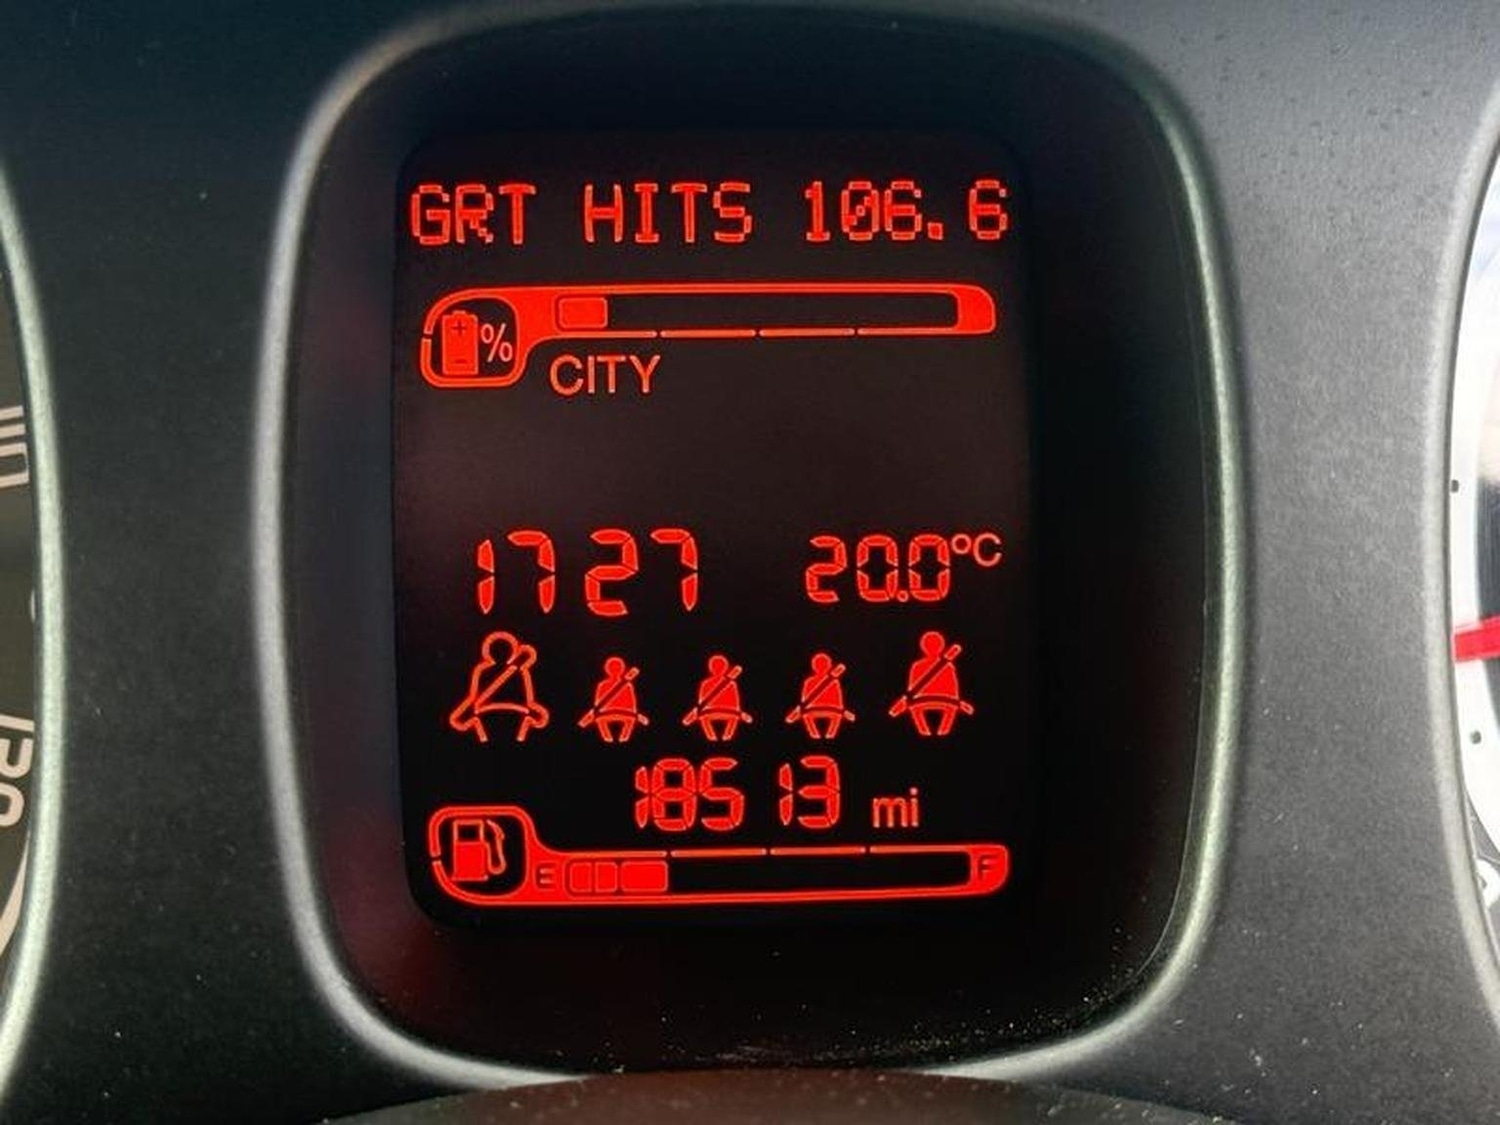 GRT HITS 106.6
%
CITY
17 27 20.0°C
18513 mi
E F